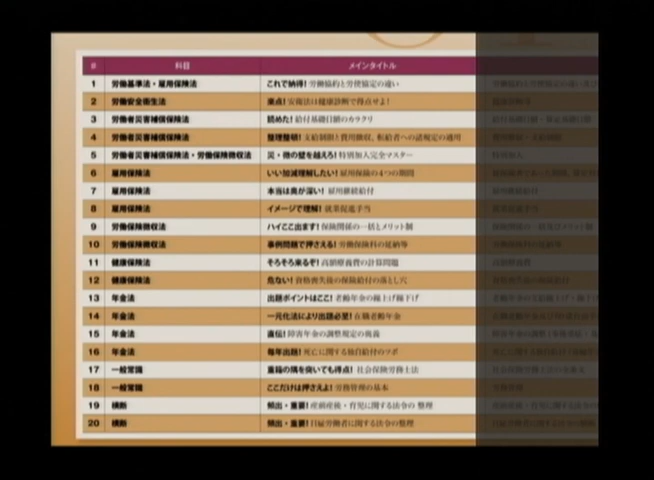 # 科目 メインタイトル
1 労働基準法・雇用保険法 これで納得! 労働協約と労使協定の違い
2 労働安全衛生法 楽点! 安衛法は健康診断で得点せよ!
3 労働者災害補償保険法 読めた! 給付基礎日額のカラクリ
4 労働者災害補償保険法 整理整頓! 支給制限と費用徴収、転給者への諸規定の適用
5 労働者災害補償保険法・労働保険徴収法 災・徴の壁を越えろ! 特別加入完全マスター
6 雇用保険法 いい加減理解したい! 雇用保険の4つの期間
7 雇用保険法 本当は奥が深い! 雇用継続給付
8 雇用保険法 イメージで理解! 就業促進手当
9 労働保険徴収法 ハイここ出ます! 保険関係の一括とメリット制
10 労働保険徴収法 事例問題で押さえる! 労働保険料の延納等
11 健康保険法 そろそろ来るぞ! 高額療養費の計算問題
12 健康保険法 危ない! 資格喪失後の保険給付の落とし穴
13 年金法 出題ポイントはここ! 老齢年金の繰上げ繰下げ
14 年金法 一元化法により出題必至! 在職老齢年金
15 年金法 直伝! 障害年金の調整規定の奥義
16 年金法 毎年出題! 死亡に関する独自給付のツボ
17 一般常識 重箱の隅を突いても得点! 社会保険労務士法
18 一般常識 ここだけは押さえよ! 労務管理の基本
19 横断 頻出・重要! 産前産後・育児に関する法令の 整理
20 横断 頻出・重要! 日雇労働者に関する法令の整理